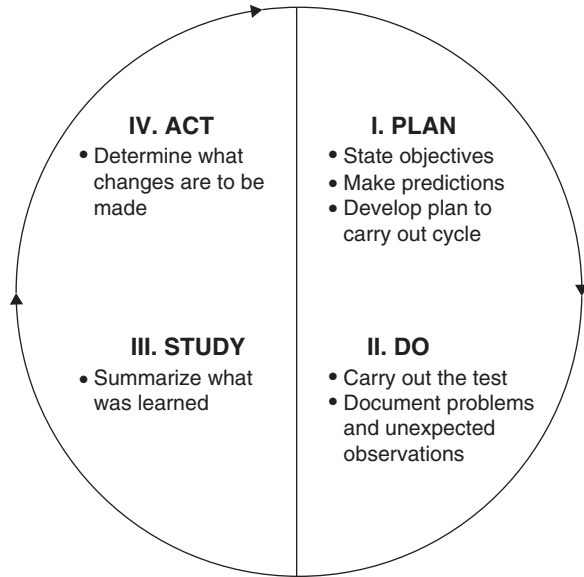 IV. ACT
• Determine what
changes are to be
made
I. PLAN
• State objectives
• Make predictions
• Develop plan to
carry out cycle
III. STUDY
• Summarize what
was learned
II. DO
• Carry out the test
• Document problems
and unexpected
observations